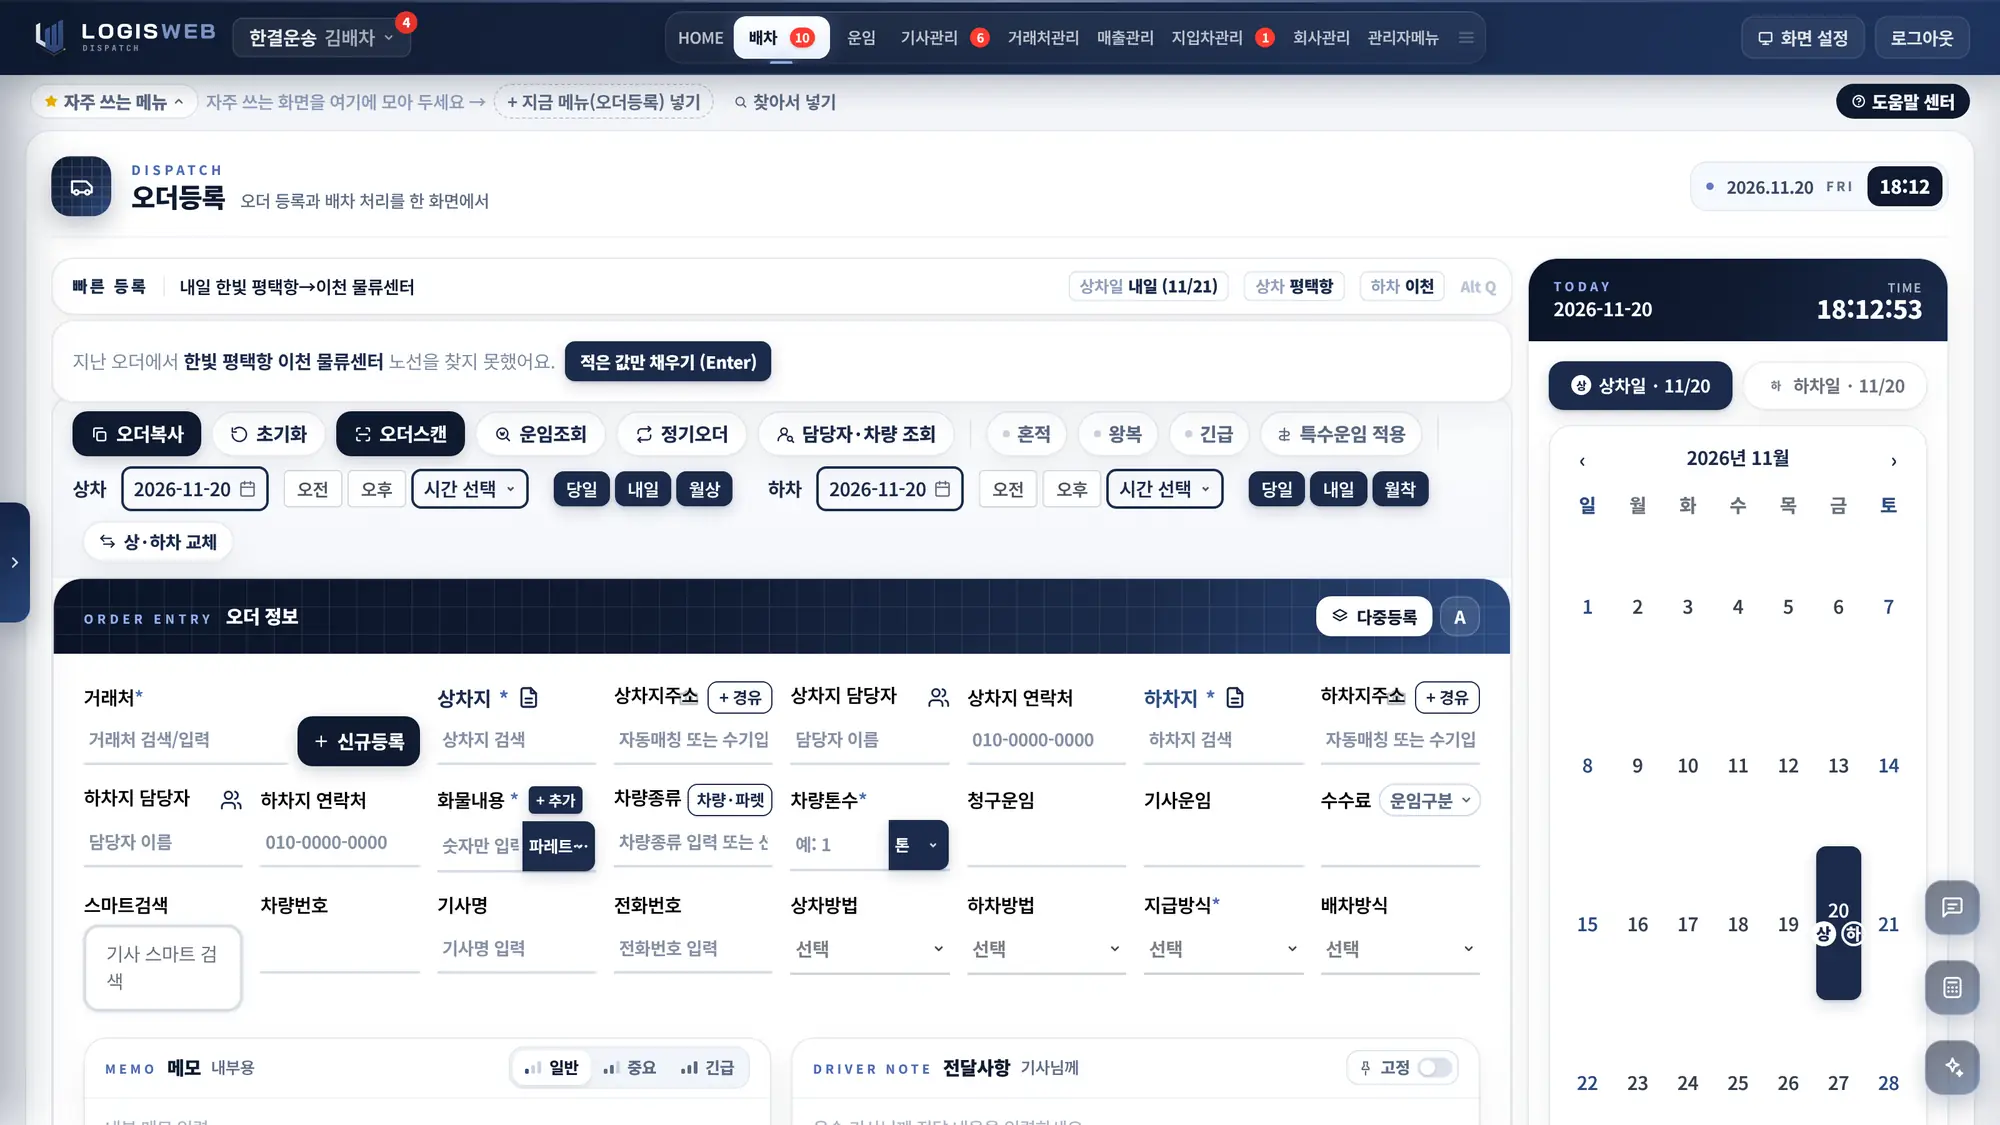 LOGISWEB
DISPATCH
한결운송 김배차
4
HOME 배차 10 운임 기사관리 6 거래처관리 매출관리 지입차관리 1 회사관리 관리자메뉴
화면 설정
로그아웃
자주 쓰는 메뉴
자주 쓰는 화면을 여기에 모아 두세요 →
+ 지금 메뉴(오더등록) 넣기
찾아서 넣기
도움말 센터
DISPATCH
오더등록 오더 등록과 배차 처리를 한 화면에서
2026.11.20 FRI 18:12
빠른 등록 내일 한빛 평택항→이천 물류센터
상차일 내일 (11/21) 상차 평택항 하차 이천 Alt Q
지난 오더에서 한빛 평택항 이천 물류센터 노선을 찾지 못했어요. 적은 값만 채우기 (Enter)
오더복사 초기화 오더스캔 운임조회 정기오더 담당자·차량 조회 혼적 왕복 긴급 특수운임 적용
상차 2026-11-20 오전 오후 시간 선택 당일 내일 월상 하차 2026-11-20 오전 오후 시간 선택 당일 내일 월착
상·하차 교체
ORDER ENTRY 오더 정보 다중등록 A
거래처* 상차지 * 상차지주소 + 경유 상차지 담당자 상차지 연락처 하차지 * 하차지주소 + 경유
거래처 검색/입력 + 신규등록 상차지 검색 자동매칭 또는 수기입 담당자 이름 010-0000-0000 하차지 검색 자동매칭 또는 수기입
하차지 담당자 하차지 연락처 화물내용 * + 추가 차량종류 차량·파렛 차량톤수* 청구운임 기사운임 수수료 운임구분
담당자 이름 010-0000-0000 숫자만 입력 파레트 차량종류 입력 또는 예: 1 톤
스마트검색 차량번호 기사명 전화번호 상차방법 하차방법 지급방식* 배차방식
기사 스마트 검색 기사명 입력 전화번호 입력 선택 선택 선택 선택
MEMO 메모 내부용 일반 중요 긴급
DRIVER NOTE 전달사항 기사님께 고정
TODAY
2026-11-20
TIME
18:12:53
상 상차일 · 11/20
하 하차일 · 11/20
‹ 2026년 11월 ›
일 월 화 수 목 금 토
1 2 3 4 5 6 7
8 9 10 11 12 13 14
15 16 17 18 19 20 21
상 하
22 23 24 25 26 27 28